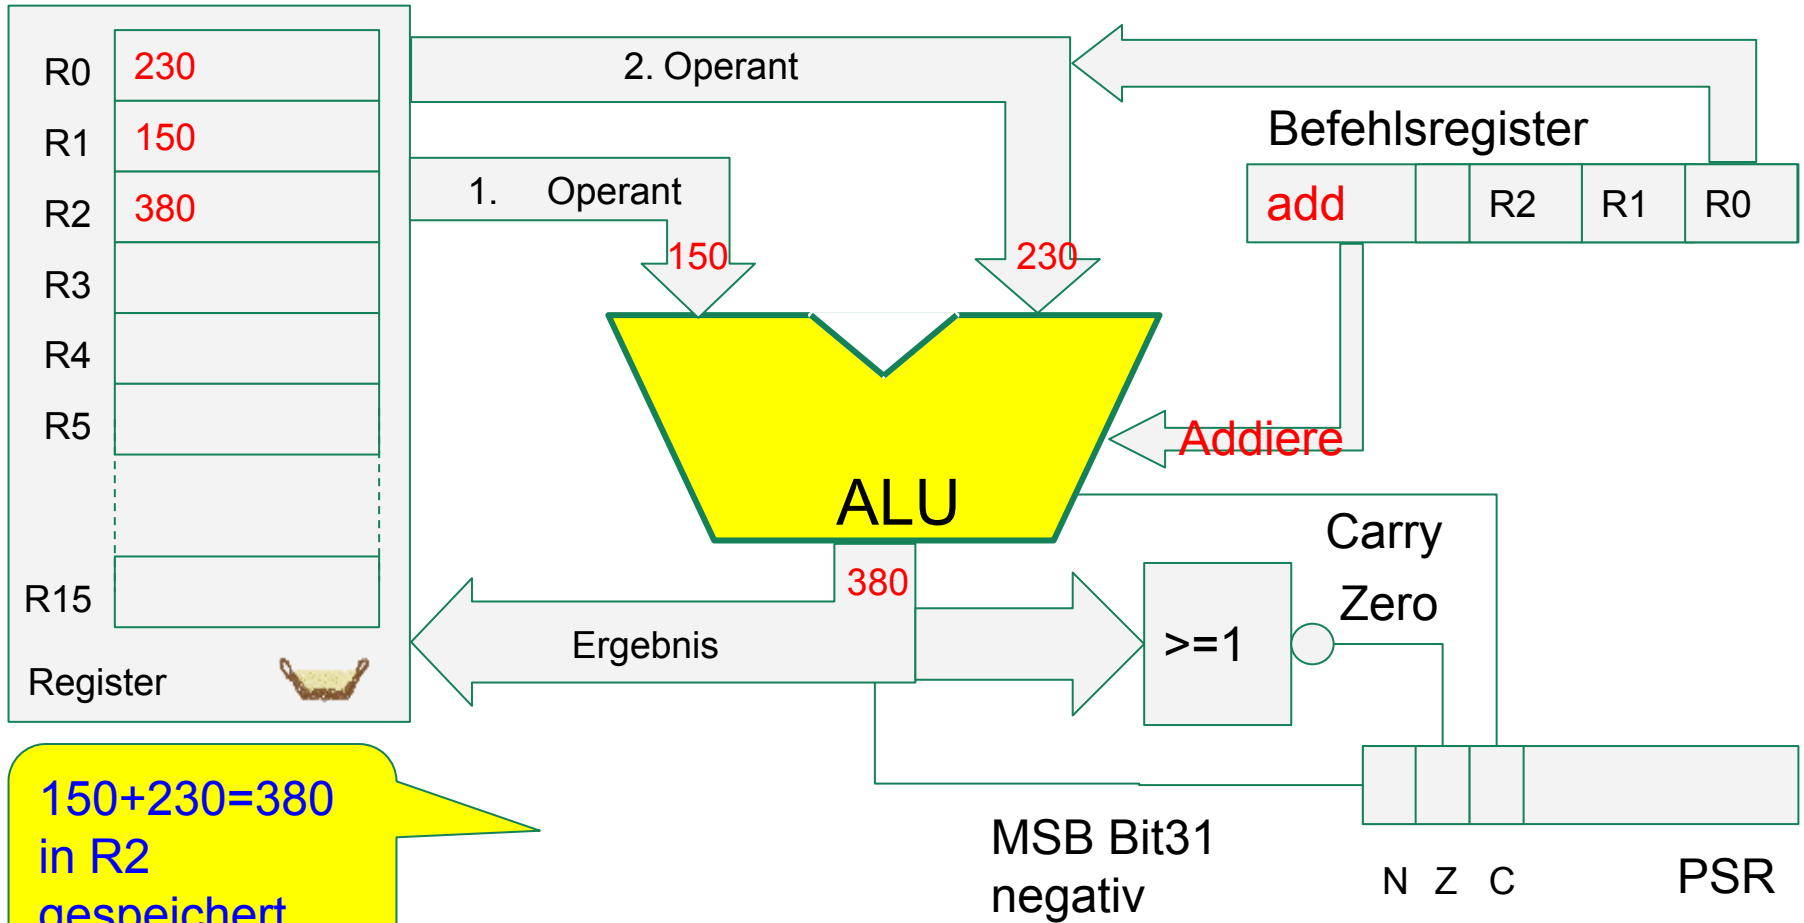 R0 230
R1 150
R2 380
R3
R4
R5
R15
Register
2. Operant
1. Operant
150
230
Befehlsregister
add R2 R1 R0
Addiere
ALU
380
Ergebnis
>=1
Carry
Zero
MSB Bit31
negativ
N Z C
PSR
150+230=380
in R2
gespeichert